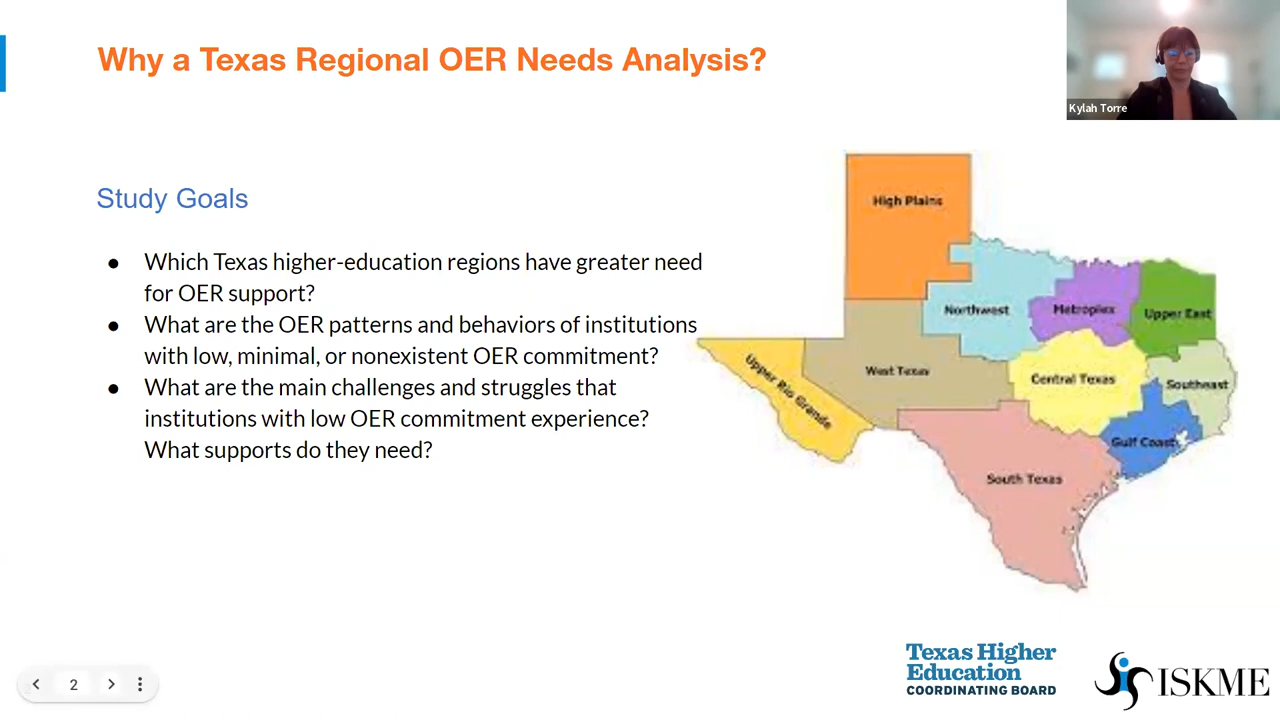 Why a Texas Regional OER Needs Analysis?
Kylah Torre
Study Goals
● Which Texas higher-education regions have greater need
for OER support?
● What are the OER patterns and behaviors of institutions
with low, minimal, or nonexistent OER commitment?
● What are the main challenges and struggles that
institutions with low OER commitment experience?
What supports do they need?
High Plains
Northwest
Metroplex
Upper East
Upper Rio Grande
West Texas
Central Texas
Southeast
Gulf Coast
South Texas
2
Texas Higher
Education
COORDINATING BOARD
ISKME